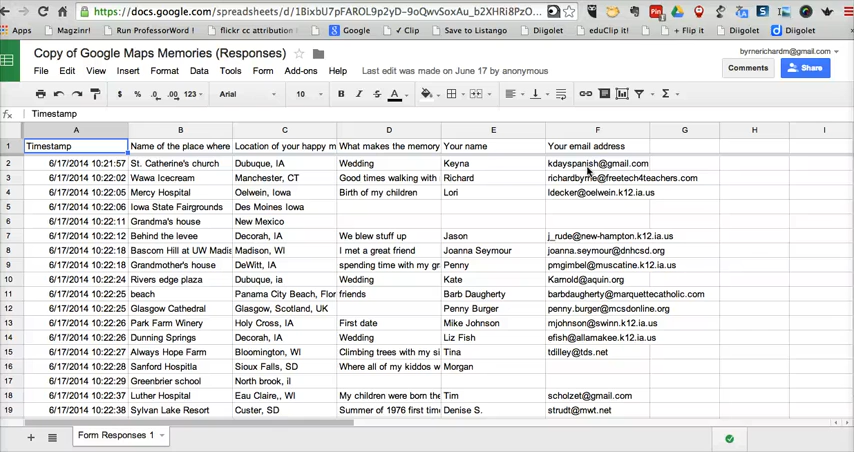 https://docs.google.com/spreadsheets/d/1BixbU7pFAROL9p2yD-9oQwvSoxAu_b2XHRi8PzO...
Apps Magzinr! Run ProfessorWord ! flickr cc attribution : Google ✓ Clip Save to Listango Diigolet eduClip it! + Flip it Diigolet Diigolet
Copy of Google Maps Memories (Responses)
byrnerichardm@gmail.com
File Edit View Insert Format Data Tools Form Add-ons Help Last edit was made on June 17 by anonymous
Comments Share
$ % .0 .00 123 Arial 10 B I S A
fx Timestamp
A B C D E F G H I
1 Timestamp Name of the place where Location of your happy m What makes the memory Your name Your email address
2 6/17/2014 10:21:57 St. Catherine's church Dubuque, IA Wedding Keyna kdayspanish@gmail.com
3 6/17/2014 10:22:02 Wawa Icecream Manchester, CT Good times walking with Richard richardbyrne@freetech4teachers.com
4 6/17/2014 10:22:05 Mercy Hospital Oelwein, Iowa Birth of my children Lori ldecker@oelwein.k12.ia.us
5 6/17/2014 10:22:06 Iowa State Fairgrounds Des Moines Iowa
6 6/17/2014 10:22:11 Grandma's house New Mexico
7 6/17/2014 10:22:12 Behind the levee Decorah, IA We blew stuff up Jason j_rude@new-hampton.k12.ia.us
8 6/17/2014 10:22:18 Bascom Hill at UW Madis Madison, WI I met a great friend Joanna Seymour joanna.seymour@dnhcsd.org
9 6/17/2014 10:22:18 Grandmother's house DeWitt, IA spending time with my gr Penny pmgimbel@muscatine.k12.ia.us
10 6/17/2014 10:22:24 Rivers edge plaza Dubuque, ia Wedding Kate Karnold@aquin.org
11 6/17/2014 10:22:25 beach Panama City Beach, Flor friends Barb Daugherty barbdaugherty@marquettecatholic.com
12 6/17/2014 10:22:25 Glasgow Cathedral Glasgow, Scotland, UK Penny Burger penny.burger@mcsdonline.org
13 6/17/2014 10:22:26 Park Farm Winery Holy Cross, IA First date Mike Johnson mjohnson@swinn.k12.ia.us
14 6/17/2014 10:22:26 Dunning Springs Decorah, IA Wedding Liz Fish efish@allamakee.k12.ia.us
15 6/17/2014 10:22:27 Always Hope Farm Bloomington, WI Climbing trees with my si Tina tdilley@tds.net
16 6/17/2014 10:22:28 Sanford Hospitla Sioux Falls, SD Where all of my kiddos w Morgan
17 6/17/2014 10:22:29 Greenbrier school North brook, il
18 6/17/2014 10:22:37 Luther Hospital Eau Claire,, WI My children were born the Tim scholzet@gmail.com
19 6/17/2014 10:22:38 Sylvan Lake Resort Custer, SD Summer of 1976 first time Denise S. strudt@mwt.net
Form Responses 1